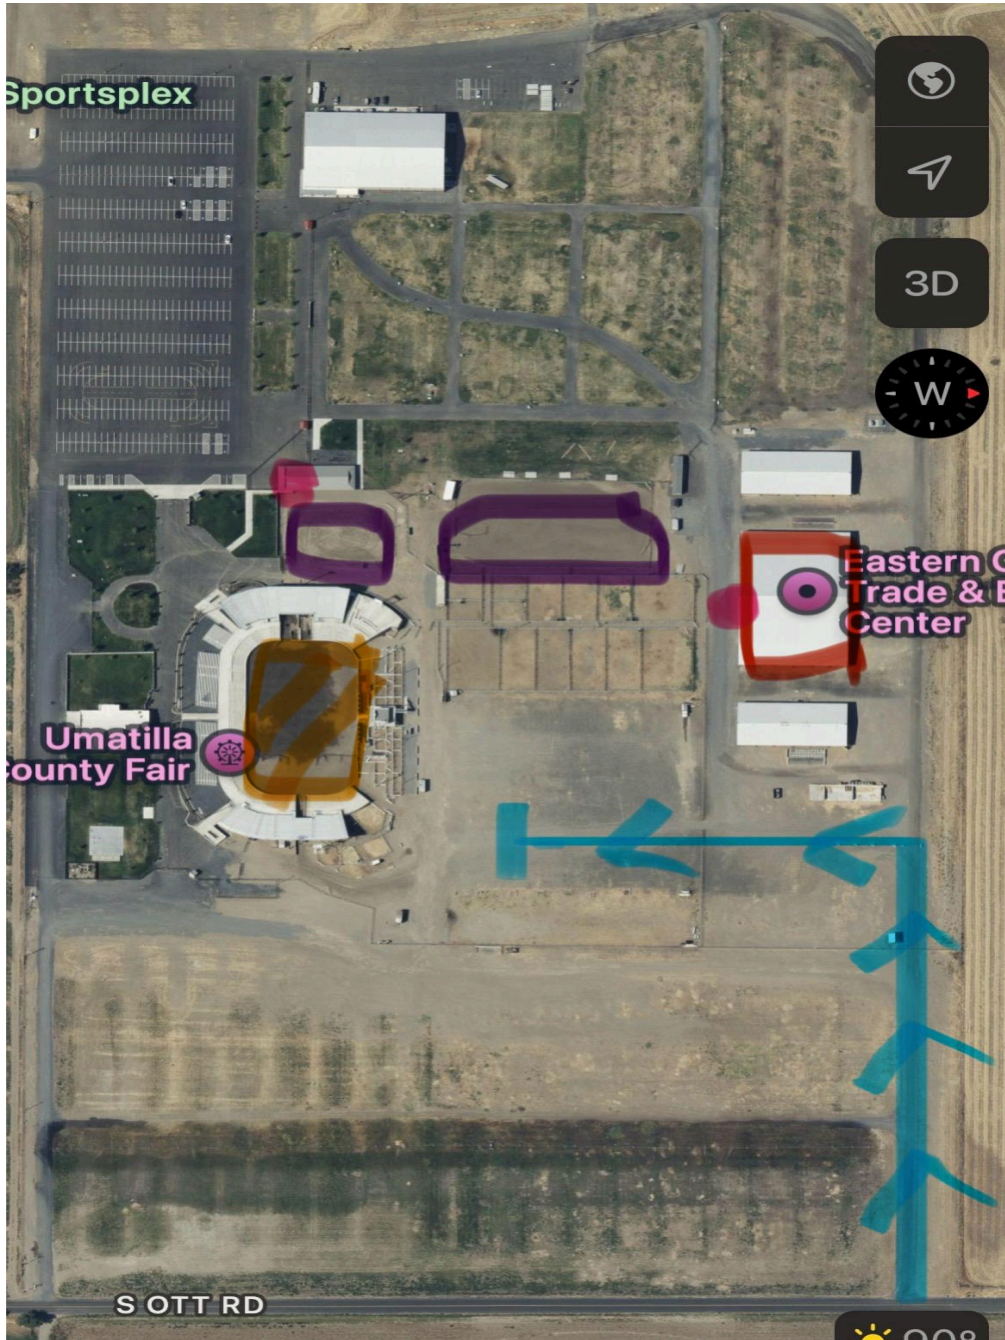 Sportsplex
3D
W
Eastern O
Trade & E
Center
Umatilla
County Fair
S OTT RD